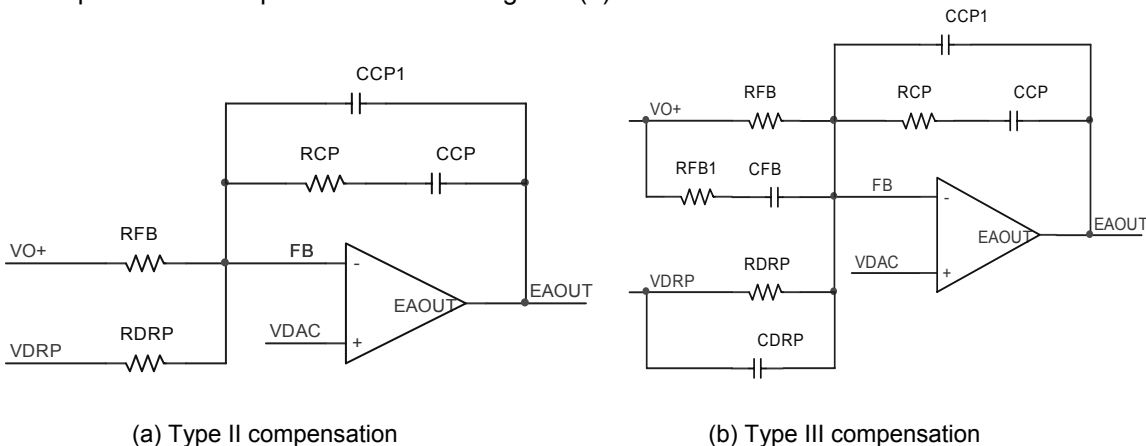 CCP1
RCP
CCP
RFB
VO+
FB
RDRP
EAOUT
EAOUT
VDAC
VDRP
-
+
(a) Type II compensation
CCP1
RFB
RCP
CCP
VO+
RFB1
CFB
FB
-
EAOUT
EAOUT
RDRP
VDAC
VDRP
+
CDRP
(b) Type III compensation